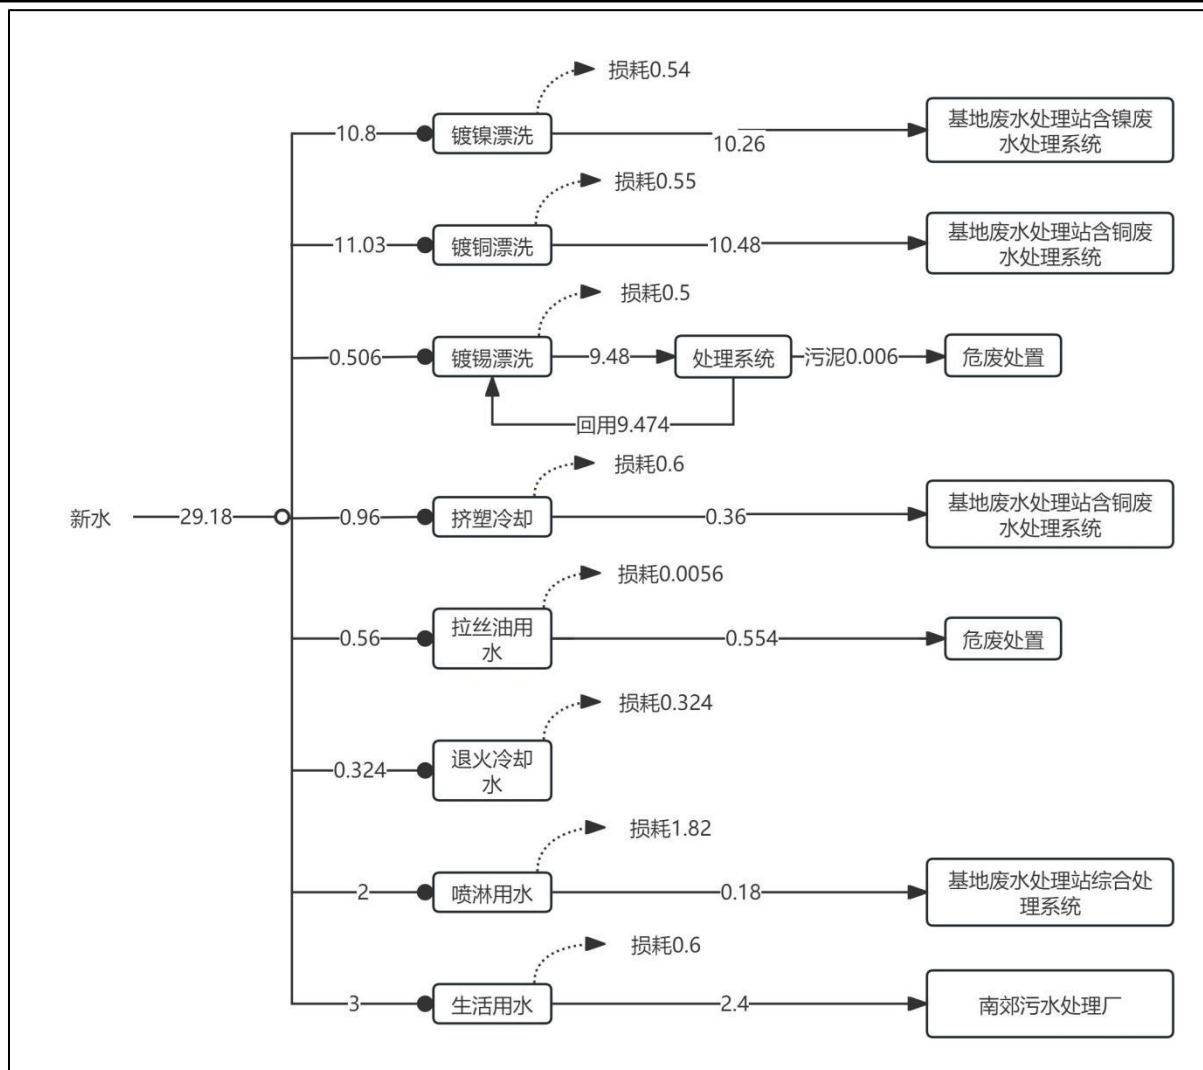 损耗0.54
10.8
镀镍漂洗
10.26
基地废水处理站含镍废
水处理系统
损耗0.55
11.03
镀铜漂洗
10.48
基地废水处理站含铜废
水处理系统
损耗0.5
0.506
镀锡漂洗
9.48
处理系统
污泥0.006
危废处置
回用9.474
损耗0.6
新水
29.18
0.96
挤塑冷却
0.36
基地废水处理站含铜废
水处理系统
损耗0.0056
0.56
拉丝油用
水
0.554
危废处置
损耗0.324
0.324
退火冷却
水
损耗1.82
2
喷淋用水
0.18
基地废水处理站综合处
理系统
损耗0.6
3
生活用水
2.4
南郊污水处理厂